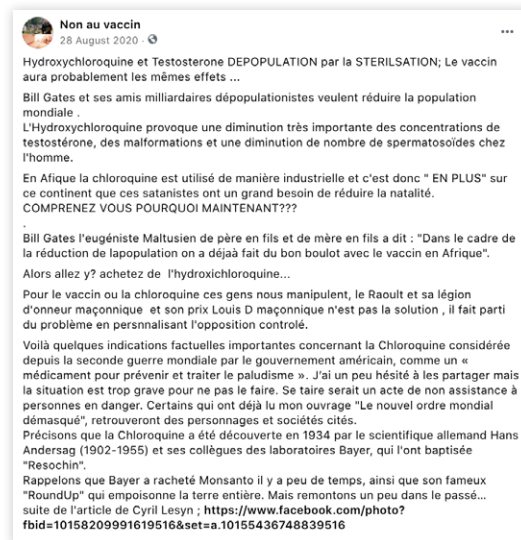 Non au vaccin
28 August 2020 ·
Hydroxychloroquine et Testosterone DEPOPULATION par la STERILSATION; Le vaccin
aura probablement les mêmes effets ...
Bill Gates et ses amis milliardaires dépopulationistes veulent réduire la population
mondiale .
L'Hydroxychloroquine provoque une diminution très importante des concentrations de
testostérone, des malformations et une diminution de nombre de spermatosoïdes chez
l'homme.
En Afique la chloroquine est utilisé de manière industrielle et c'est donc " EN PLUS" sur
ce continent que ces satanistes ont un grand besoin de réduire la natalité.
COMPRENEZ VOUS POURQUOI MAINTENANT???
.
Bill Gates l'eugéniste Maltusien de père en fils et de mère en fils a dit : "Dans le cadre de
la réduction de lapopulation on a déjaà fait du bon boulot avec le vaccin en Afrique".
Alors allez y? achetez de l'hydroxichloroquine...
Pour le vaccin ou la chloroquine ces gens nous manipulent, le Raoult et sa légion
d'onneur maçonnique et son prix Louis D maçonnique n'est pas la solution , il fait parti
du problème en persnnalisant l'opposition controlé.
Voilà quelques indications factuelles importantes concernant la Chloroquine considérée
depuis la seconde guerre mondiale par le gouvernement américain, comme un «
médicament pour prévenir et traiter le paludisme ». J'ai un peu hésité à les partager mais
la situation est trop grave pour ne pas le faire. Se taire serait un acte de non assistance à
personnes en danger. Certains qui ont déjà lu mon ouvrage "Le nouvel ordre mondial
démasqué", retrouveront des personnages et sociétés cités.
Précisons que la Chloroquine a été découverte en 1934 par le scientifique allemand Hans
Andersag (1902-1955) et ses collègues des laboratoires Bayer, qui l'ont baptisée
"Resochin".
Rappelons que Bayer a racheté Monsanto il y a peu de temps, ainsi que son fameux
"RoundUp" qui empoisonne la terre entière. Mais remontons un peu dans le passé...
suite de l'article de Cyril Lesyn ; https://www.facebook.com/photo?
fbid=10158209991619516&set=a.10155436748839516